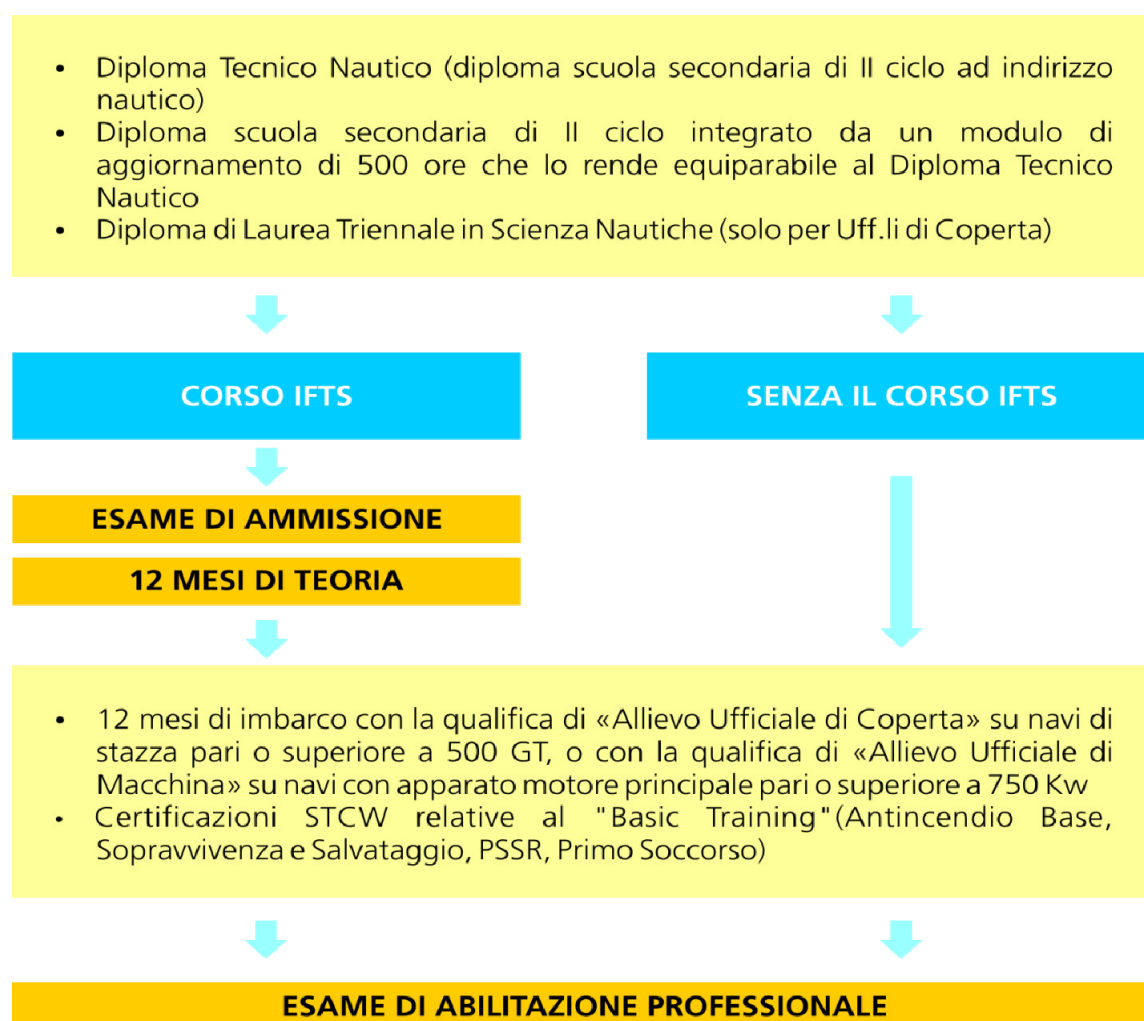 • Diploma Tecnico Nautico (diploma scuola secondaria di II ciclo ad indirizzo
nautico)
• Diploma scuola secondaria di II ciclo integrato da un modulo di
aggiornamento di 500 ore che lo rende equiparabile al Diploma Tecnico
Nautico
• Diploma di Laurea Triennale in Scienza Nautiche (solo per Uff.li di Coperta)
CORSO IFTS
SENZA IL CORSO IFTS
ESAME DI AMMISSIONE
12 MESI DI TEORIA
• 12 mesi di imbarco con la qualifica di «Allievo Ufficiale di Coperta» su navi di
stazza pari o superiore a 500 GT, o con la qualifica di «Allievo Ufficiale di
Macchina» su navi con apparato motore principale pari o superiore a 750 Kw
• Certificazioni STCW relative al "Basic Training"(Antincendio Base,
Sopravvivenza e Salvataggio, PSSR, Primo Soccorso)
ESAME DI ABILITAZIONE PROFESSIONALE